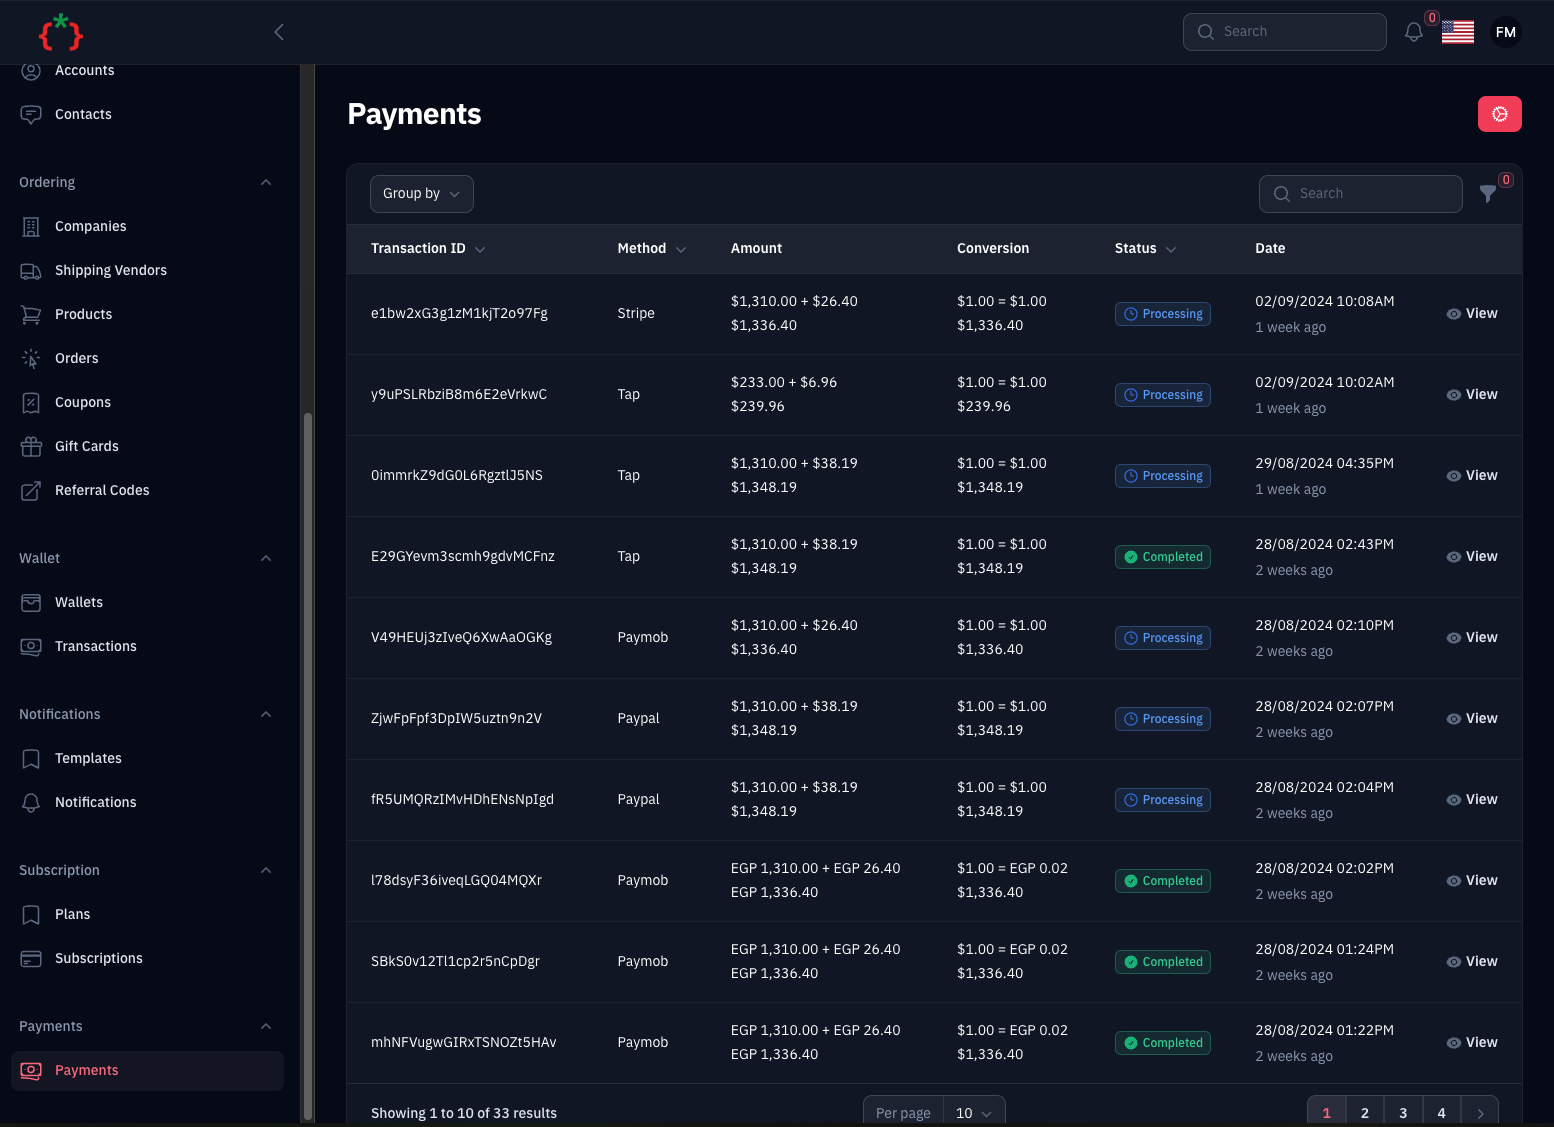 Search
0
FM
Accounts
Contacts
Ordering
Companies
Shipping Vendors
Products
Orders
Coupons
Gift Cards
Referral Codes
Wallet
Wallets
Transactions
Notifications
Templates
Notifications
Subscription
Plans
Subscriptions
Payments
Payments
Payments
Group by
Search
0
Transaction ID Method Amount Conversion Status Date
e1bw2xG3g1zM1kjT2o97Fg Stripe $1,310.00 + $26.40 $1.00 = $1.00 Processing 02/09/2024 10:08AM View
$1,336.40 $1,336.40 1 week ago
y9uPSLRbziB8m6E2eVrkwC Tap $233.00 + $6.96 $1.00 = $1.00 Processing 02/09/2024 10:02AM View
$239.96 $239.96 1 week ago
0immrkZ9dG0L6RgztlJ5NS Tap $1,310.00 + $38.19 $1.00 = $1.00 Processing 29/08/2024 04:35PM View
$1,348.19 $1,348.19 1 week ago
E29GYevm3scmh9gdvMCFnz Tap $1,310.00 + $38.19 $1.00 = $1.00 Completed 28/08/2024 02:43PM View
$1,348.19 $1,348.19 2 weeks ago
V49HEUj3zIveQ6XwAaOGKg Paymob $1,310.00 + $26.40 $1.00 = $1.00 Processing 28/08/2024 02:10PM View
$1,336.40 $1,336.40 2 weeks ago
ZjwFpFpf3DpIW5uztn9n2V Paypal $1,310.00 + $38.19 $1.00 = $1.00 Processing 28/08/2024 02:07PM View
$1,348.19 $1,348.19 2 weeks ago
fR5UMQRzIMvHDhENsNpIgd Paypal $1,310.00 + $38.19 $1.00 = $1.00 Processing 28/08/2024 02:04PM View
$1,348.19 $1,348.19 2 weeks ago
l78dsyF36iveqLGQ04MQXr Paymob EGP 1,310.00 + EGP 26.40 $1.00 = EGP 0.02 Completed 28/08/2024 02:02PM View
EGP 1,336.40 $1,336.40 2 weeks ago
SBkS0v12Tl1cp2r5nCpDgr Paymob EGP 1,310.00 + EGP 26.40 $1.00 = EGP 0.02 Completed 28/08/2024 01:24PM View
EGP 1,336.40 $1,336.40 2 weeks ago
mhNFVugwGIRxTSNOZt5HAv Paymob EGP 1,310.00 + EGP 26.40 $1.00 = EGP 0.02 Completed 28/08/2024 01:22PM View
EGP 1,336.40 $1,336.40 2 weeks ago
Showing 1 to 10 of 33 results Per page 10 1 2 3 4